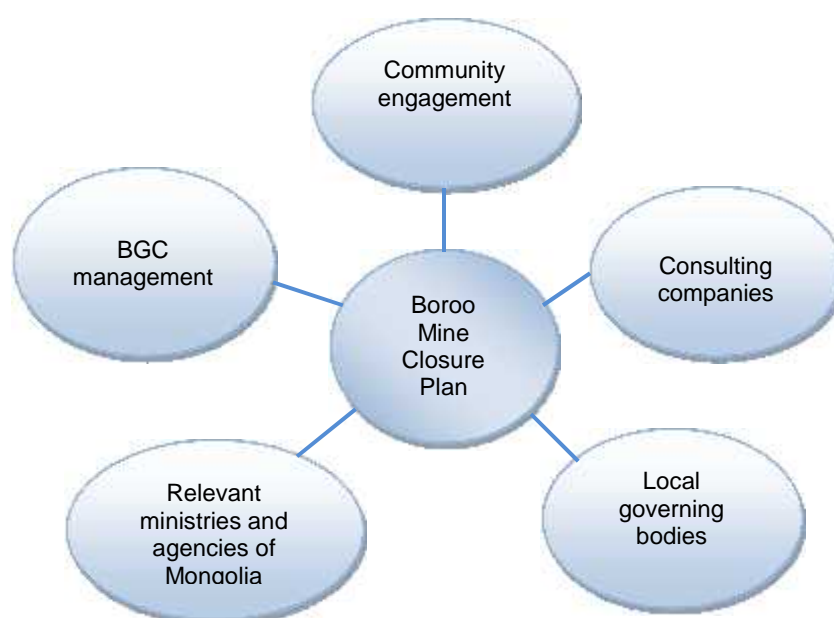 Community
engagement
BGC
management
Consulting
companies
Boroo
Mine
Closure
Plan
Relevant
ministries and
agencies of
Mongolia
Local
governing
bodies